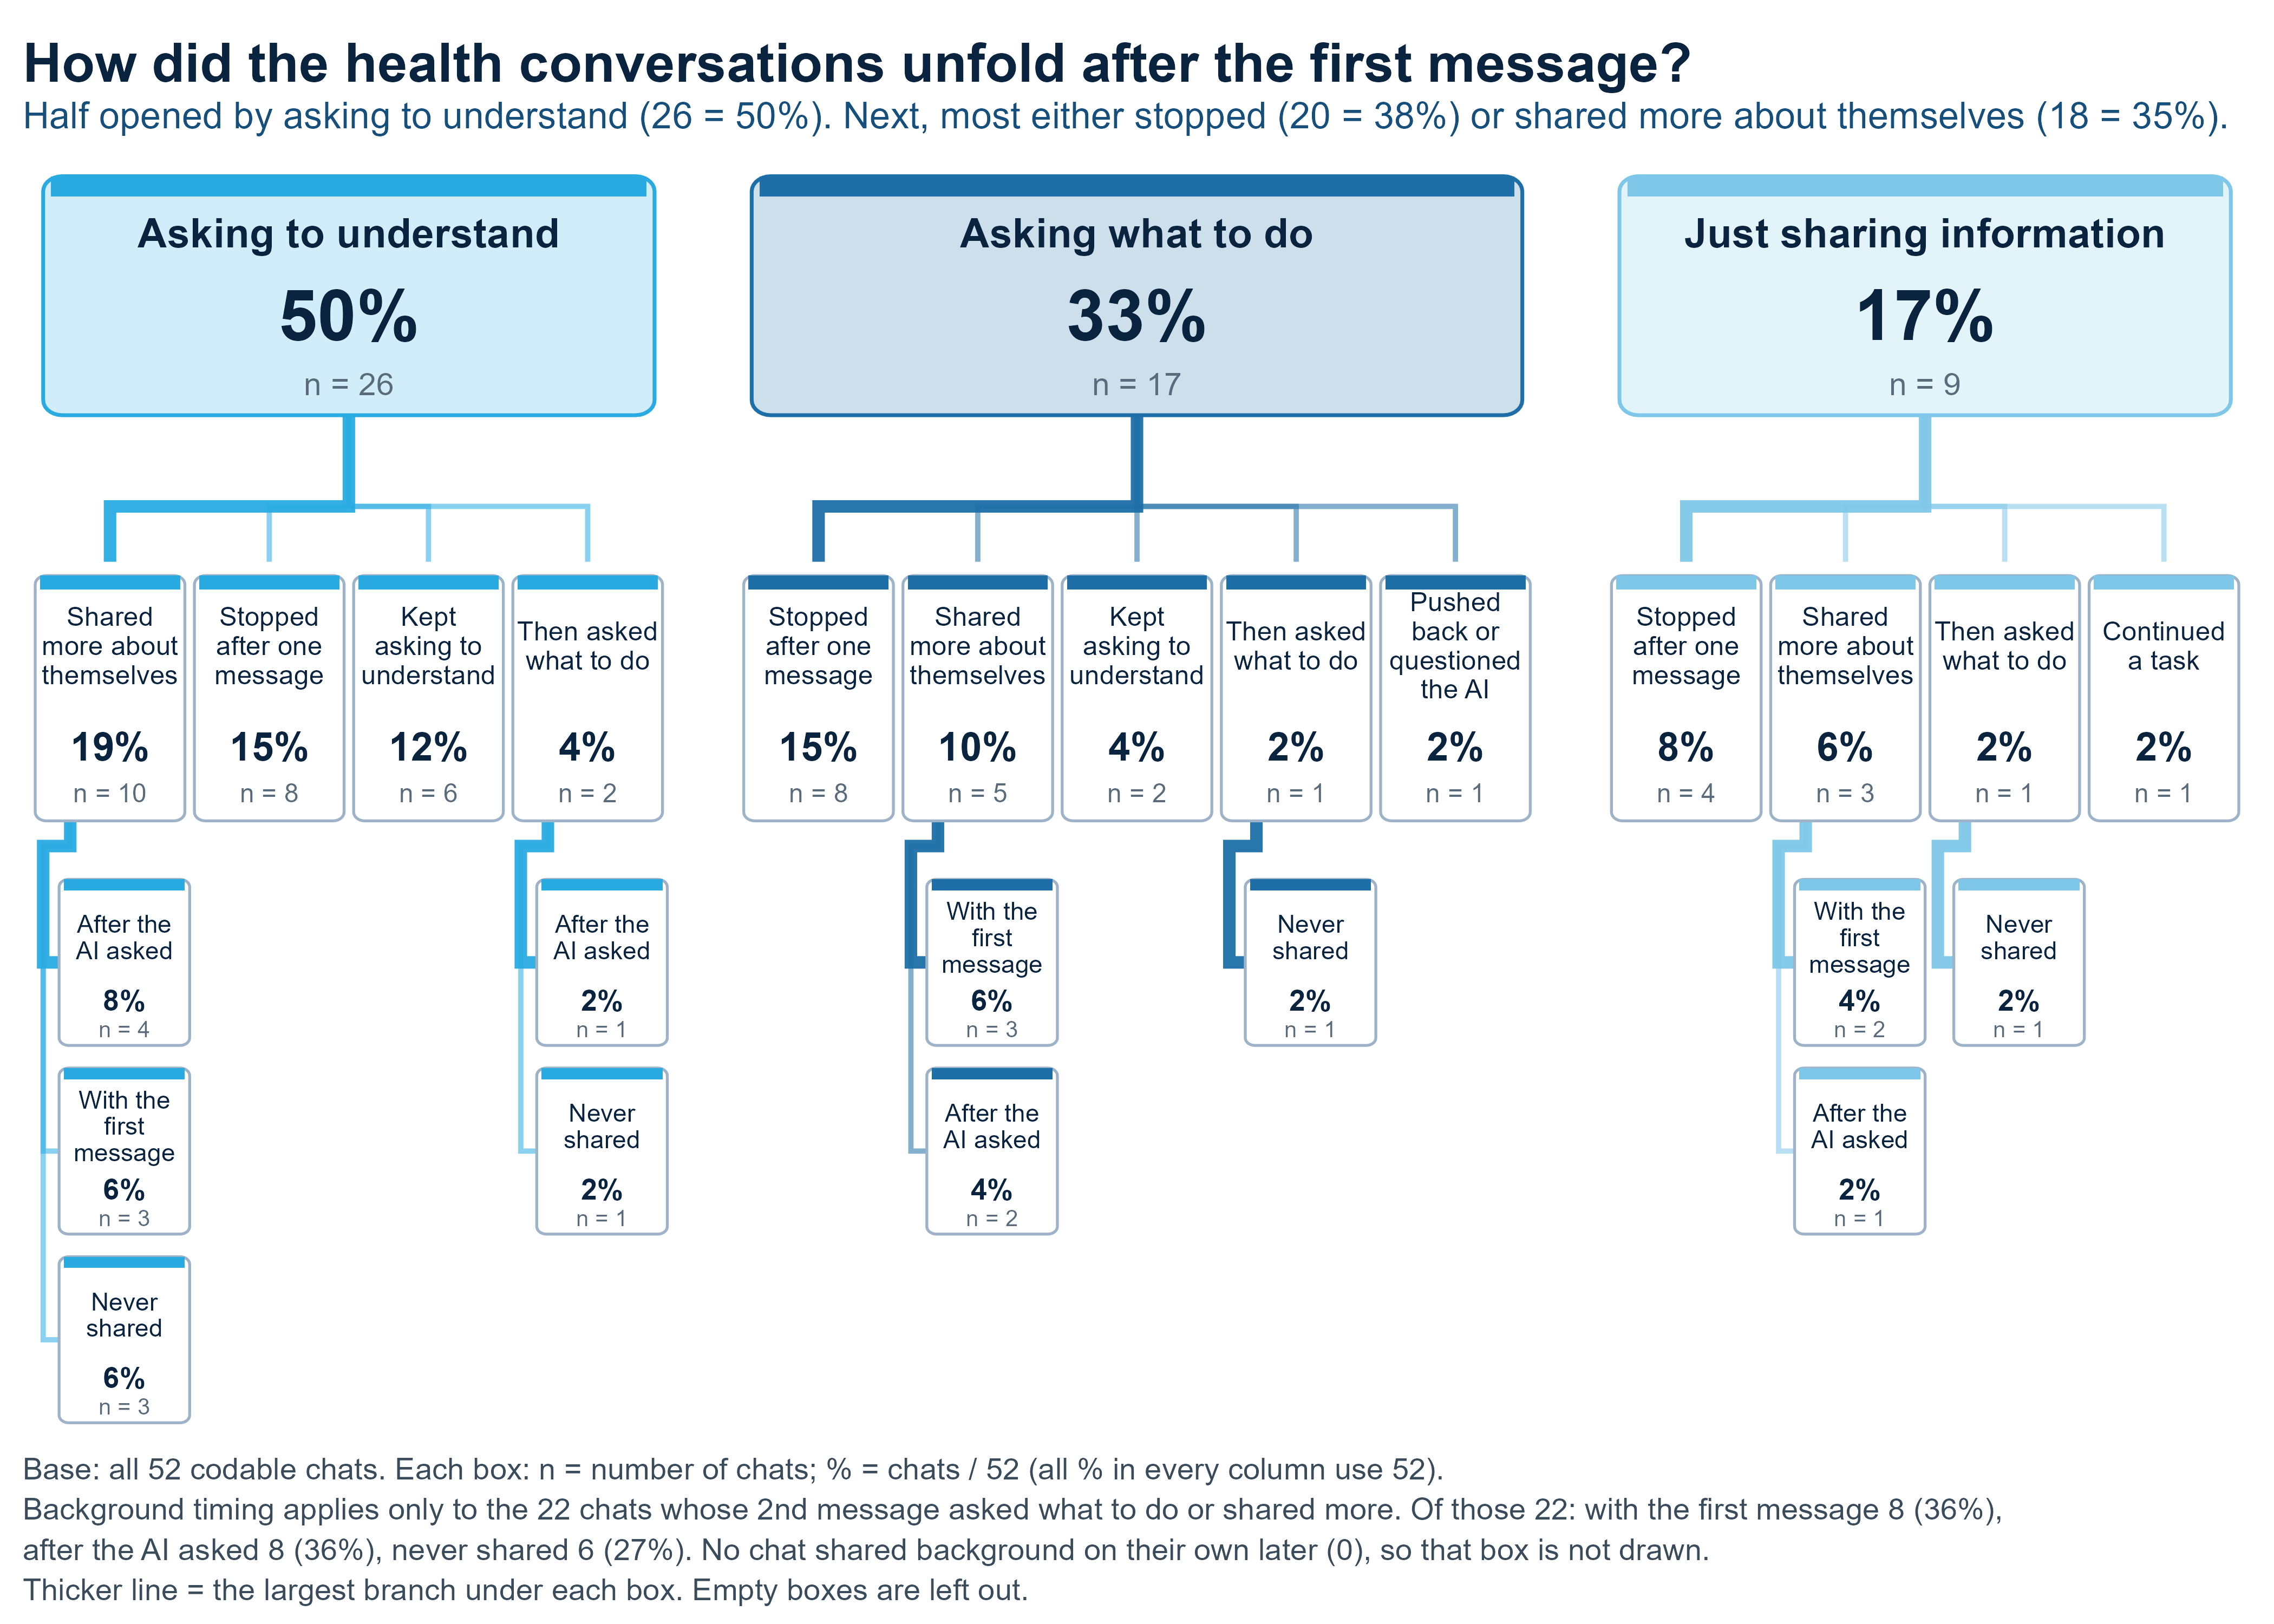 How did the health conversations unfold after the first message?
Half opened by asking to understand (26 = 50%). Next, most either stopped (20 = 38%) or shared more about themselves (18 = 35%).
Asking to understand
50%
n = 26
Asking what to do
33%
n = 17
Just sharing information
17%
n = 9
Shared
more about
themselves
19%
n = 10
Stopped
after one
message
15%
n = 8
Kept
asking to
understand
12%
n = 6
Then asked
what to do
4%
n = 2
Stopped
after one
message
15%
n = 8
Shared
more about
themselves
10%
n = 5
Kept
asking to
understand
4%
n = 2
Then asked
what to do
2%
n = 1
Pushed
back or
questioned
the AI
2%
n = 1
Stopped
after one
message
8%
n = 4
Shared
more about
themselves
6%
n = 3
Then asked
what to do
2%
n = 1
Continued
a task
2%
n = 1
After the
AI asked
8%
n = 4
With the
first
message
6%
n = 3
Never
shared
6%
n = 3
After the
AI asked
2%
n = 1
Never
shared
2%
n = 1
With the
first
message
6%
n = 3
After the
AI asked
4%
n = 2
Never
shared
2%
n = 1
With the
first
message
4%
n = 2
After the
AI asked
2%
n = 1
Never
shared
2%
n = 1
Base: all 52 codable chats. Each box: n = number of chats; % = chats / 52 (all % in every column use 52).
Background timing applies only to the 22 chats whose 2nd message asked what to do or shared more. Of those 22: with the first message 8 (36%),
after the AI asked 8 (36%), never shared 6 (27%). No chat shared background on their own later (0), so that box is not drawn.
Thicker line = the largest branch under each box. Empty boxes are left out.